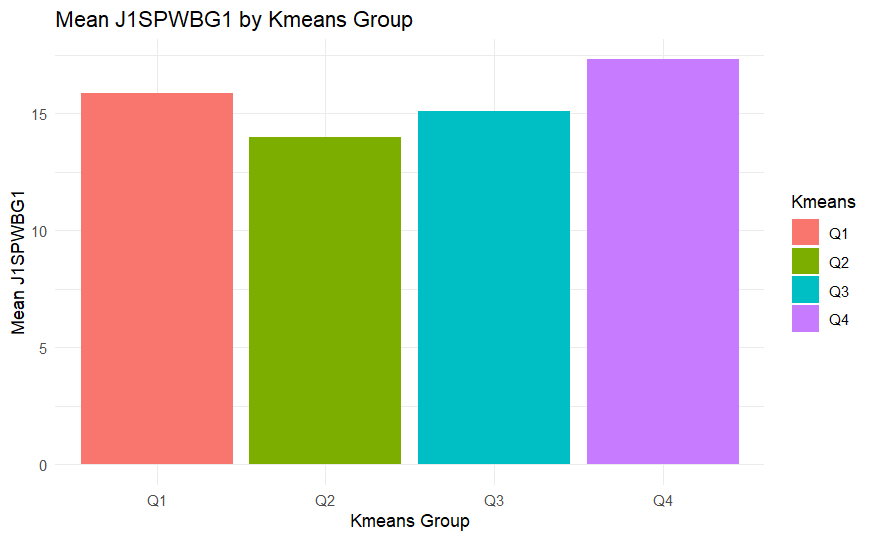 Mean J1SPWBG1 by Kmeans Group
Mean J1SPWBG1
15
10
5
0
Q1 Q2 Q3 Q4
Kmeans Group
Kmeans
Q1
Q2
Q3
Q4